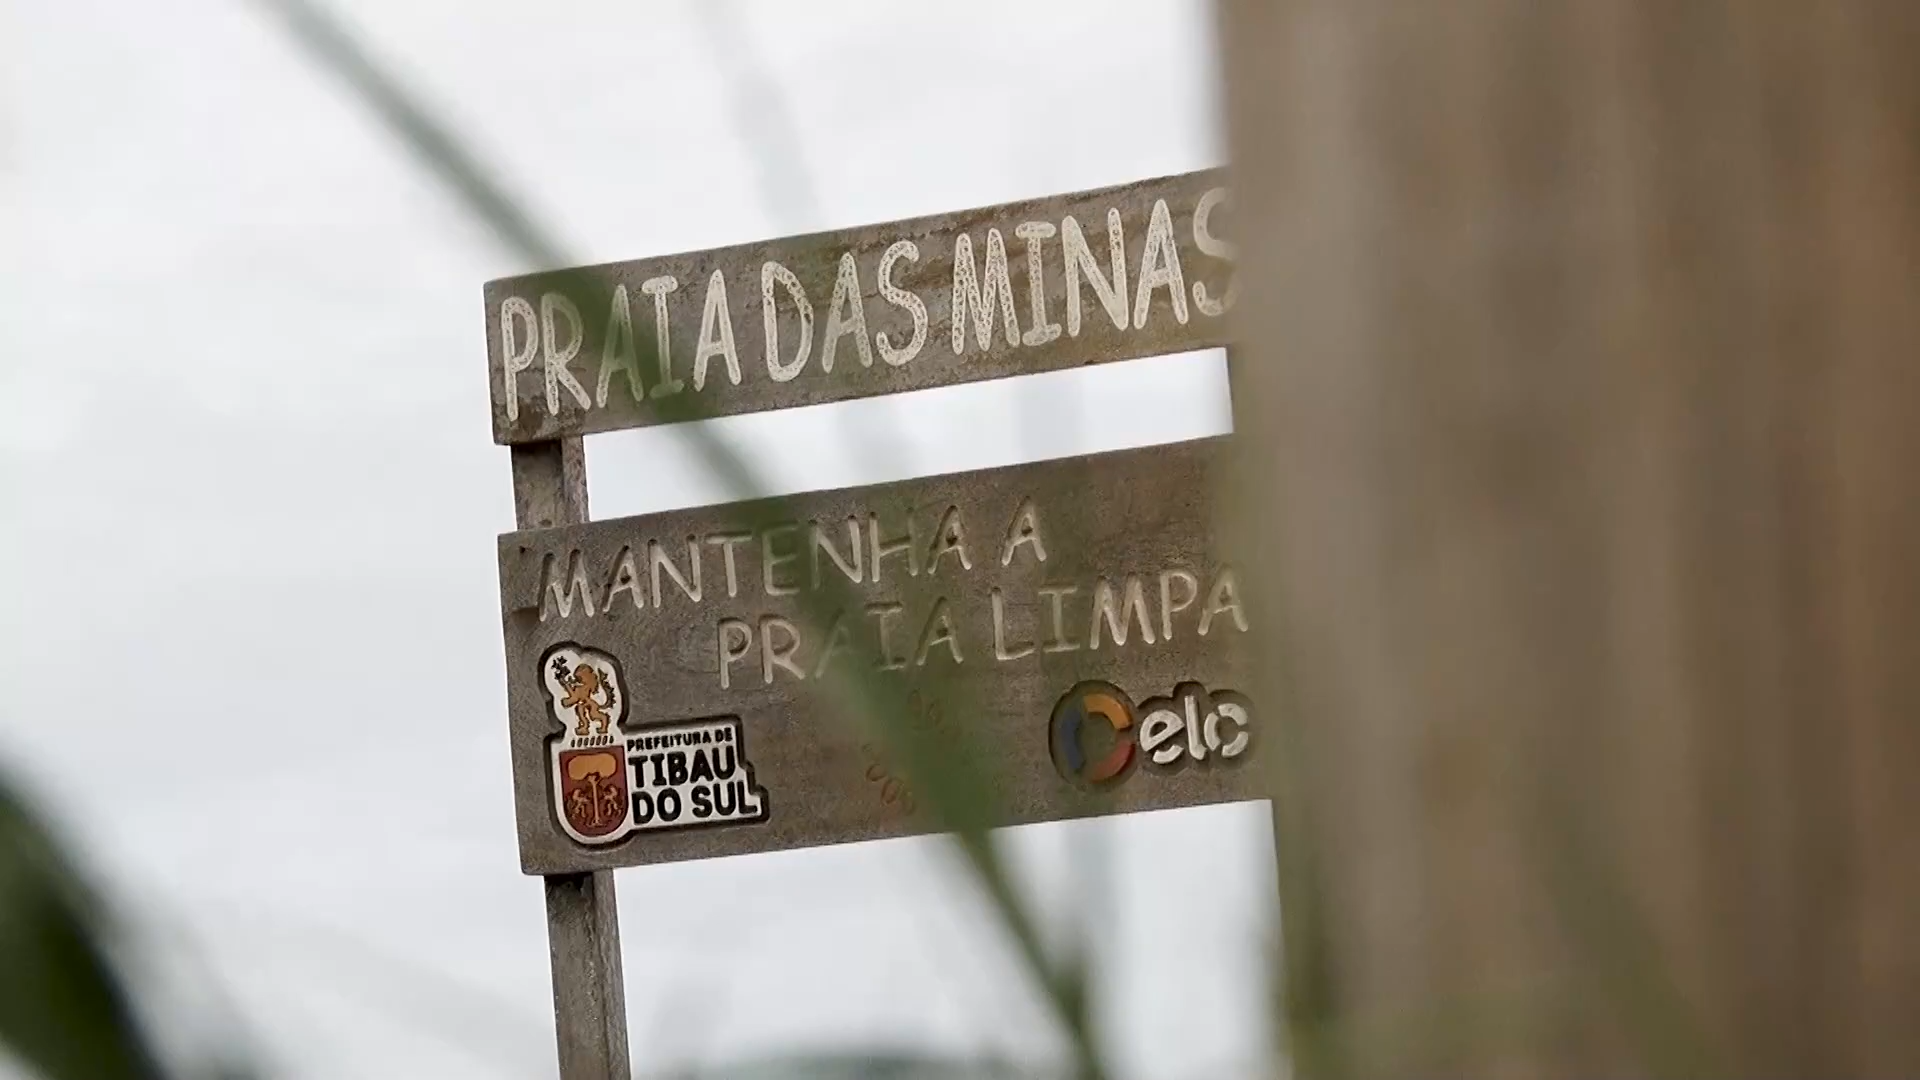 PRAIA DAS MINAS
MANTENHA A
PRAIA LIMPA
PREFEITURA DE
TIBAU
DO SUL
elo